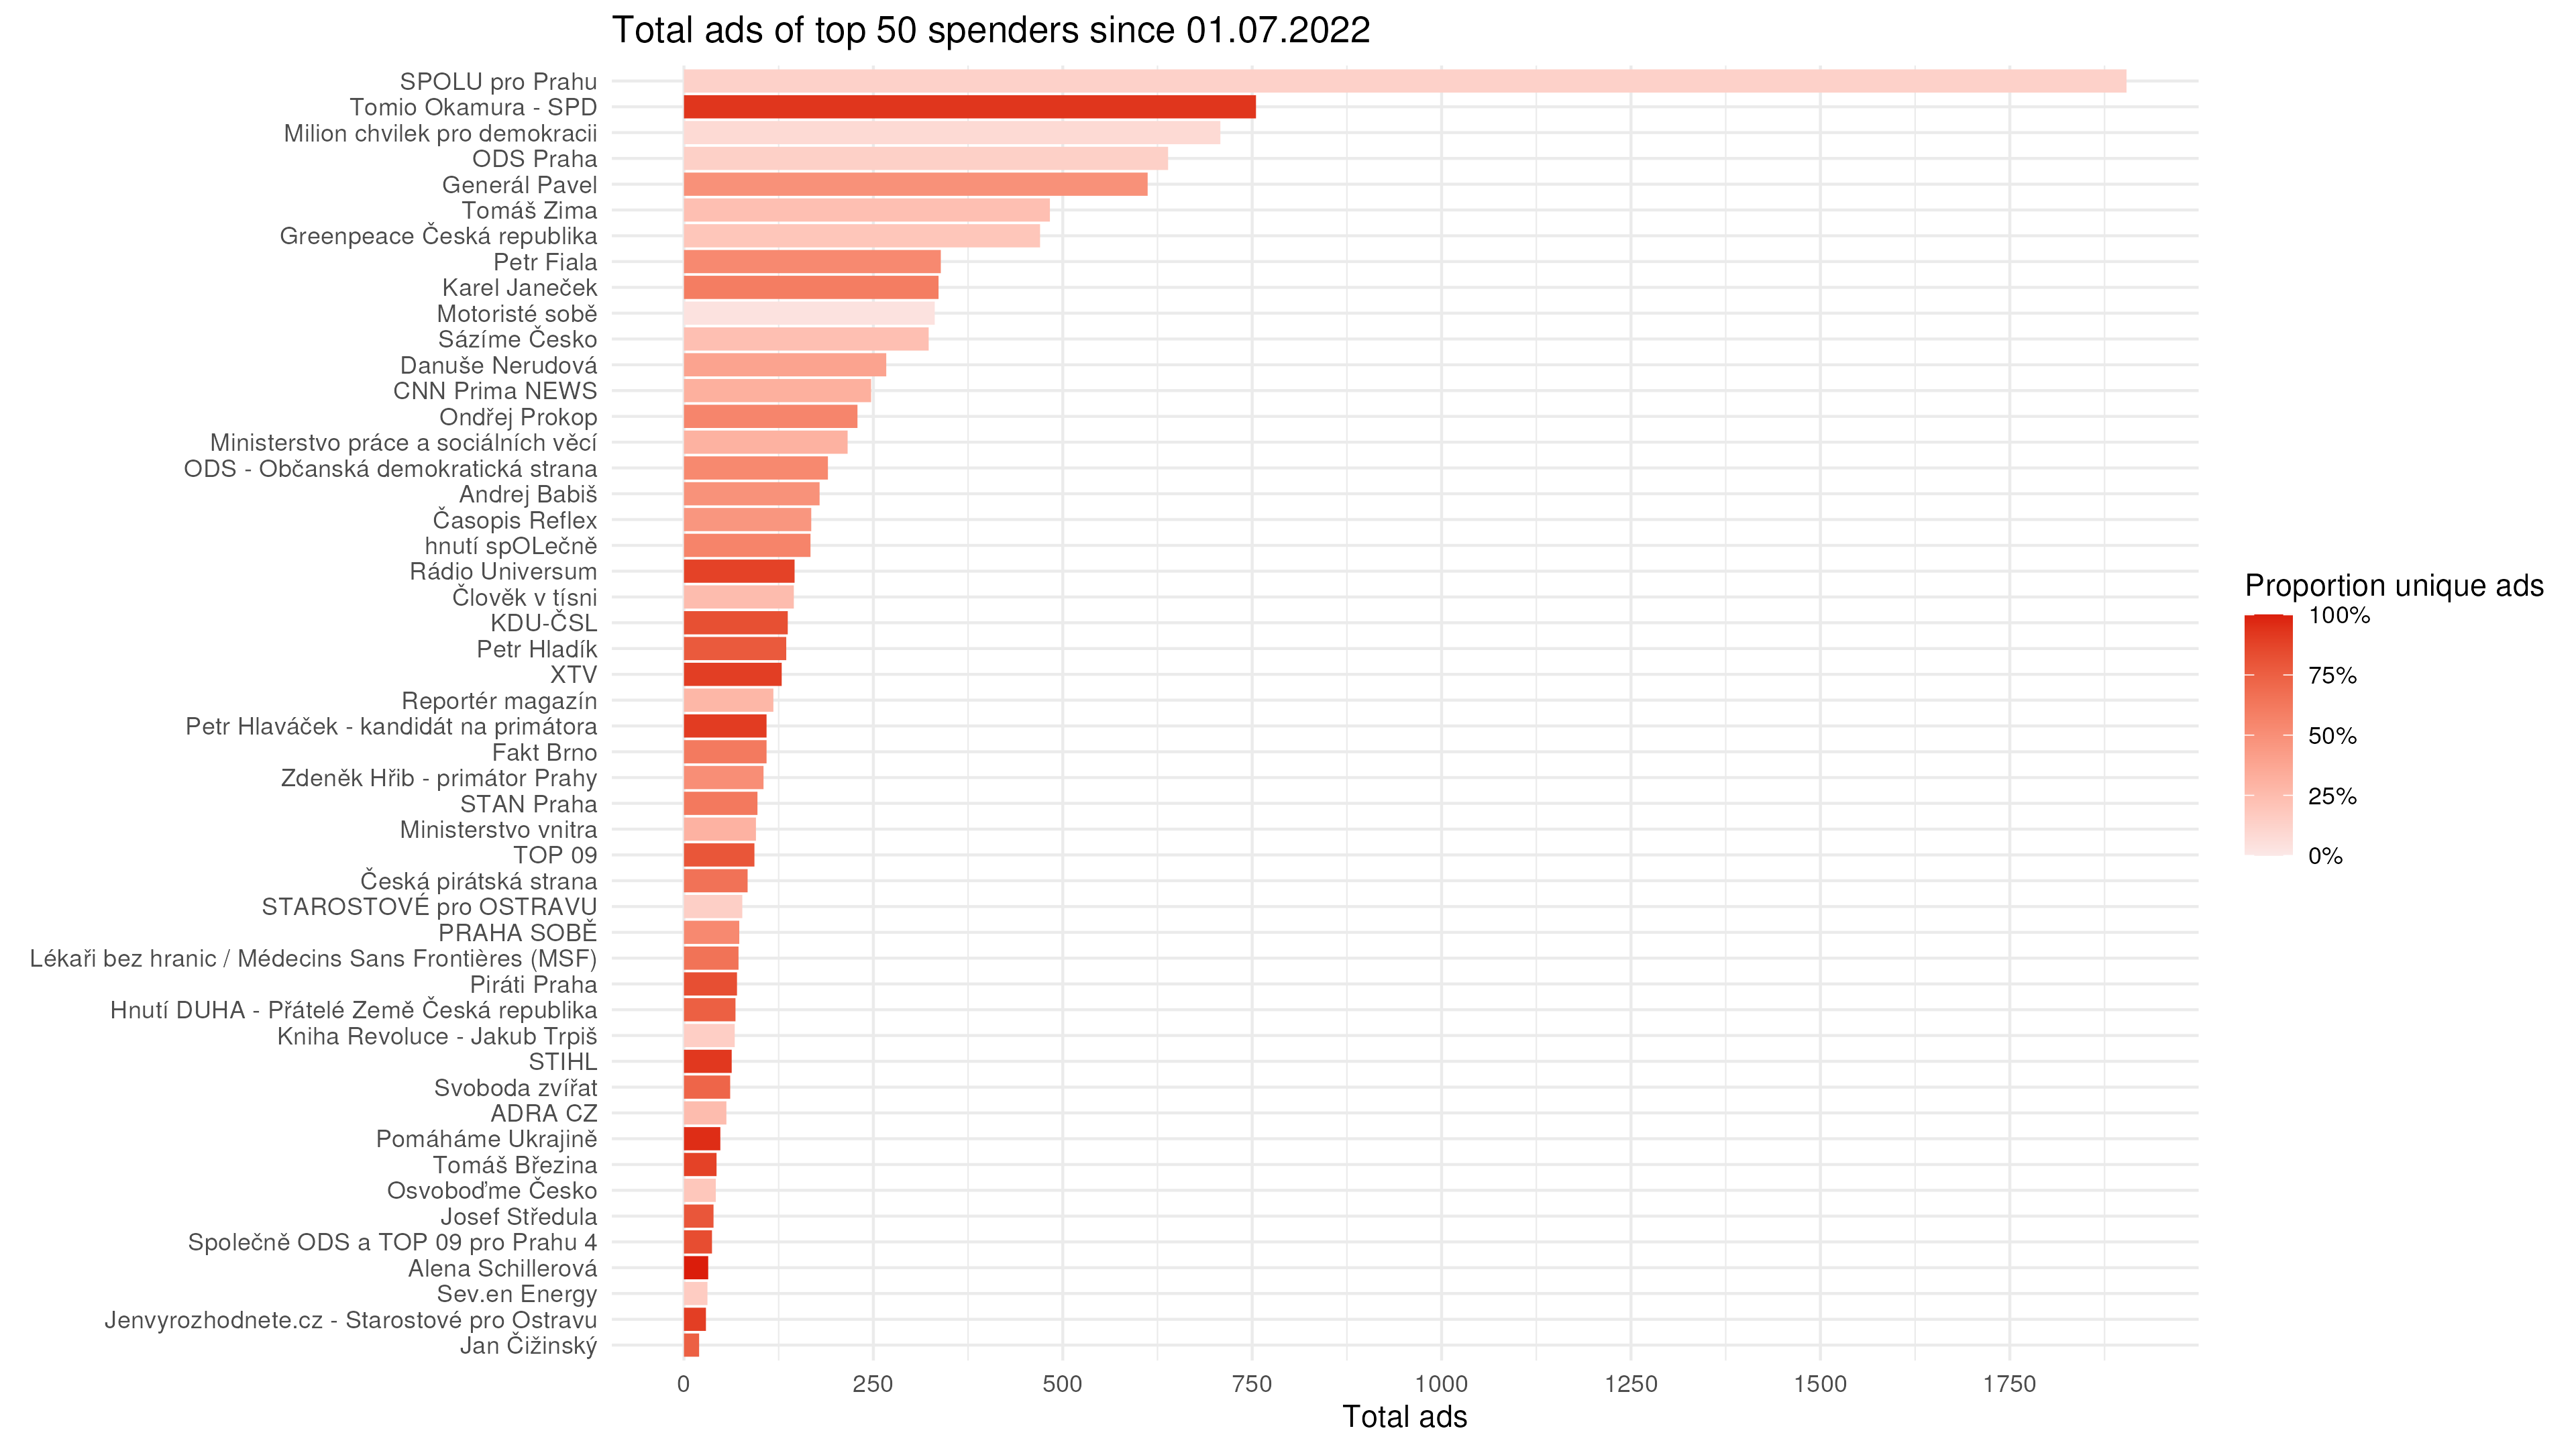 Total ads of top 50 spenders since 01.07.2022
SPOLU pro Prahu
Tomio Okamura - SPD
Milion chvilek pro demokracii
ODS Praha
Generál Pavel
Tomáš Zima
Greenpeace Česká republika
Petr Fiala
Karel Janeček
Motoristé sobě
Sázíme Česko
Danuše Nerudová
CNN Prima NEWS
Ondřej Prokop
Ministerstvo práce a sociálních věcí
ODS - Občanská demokratická strana
Andrej Babiš
Časopis Reflex
hnutí spOLečně
Rádio Universum
Člověk v tísni
KDU-ČSL
Petr Hladík
XTV
Reportér magazín
Petr Hlaváček - kandidát na primátora
Fakt Brno
Zdeněk Hřib - primátor Prahy
STAN Praha
Ministerstvo vnitra
TOP 09
Česká pirátská strana
STAROSTOVÉ pro OSTRAVU
PRAHA SOBĚ
Lékaři bez hranic / Médecins Sans Frontières (MSF)
Piráti Praha
Hnutí DUHA - Přátelé Země Česká republika
Kniha Revoluce - Jakub Trpiš
STIHL
Svoboda zvířat
ADRA CZ
Pomáháme Ukrajině
Tomáš Březina
Osvoboďme Česko
Josef Středula
Společně ODS a TOP 09 pro Prahu 4
Alena Schillerová
Sev.en Energy
Jenvyrozhodnete.cz - Starostové pro Ostravu
Jan Čižinský
0 250 500 750 1000 1250 1500 1750
Total ads
Proportion unique ads
100%
75%
50%
25%
0%